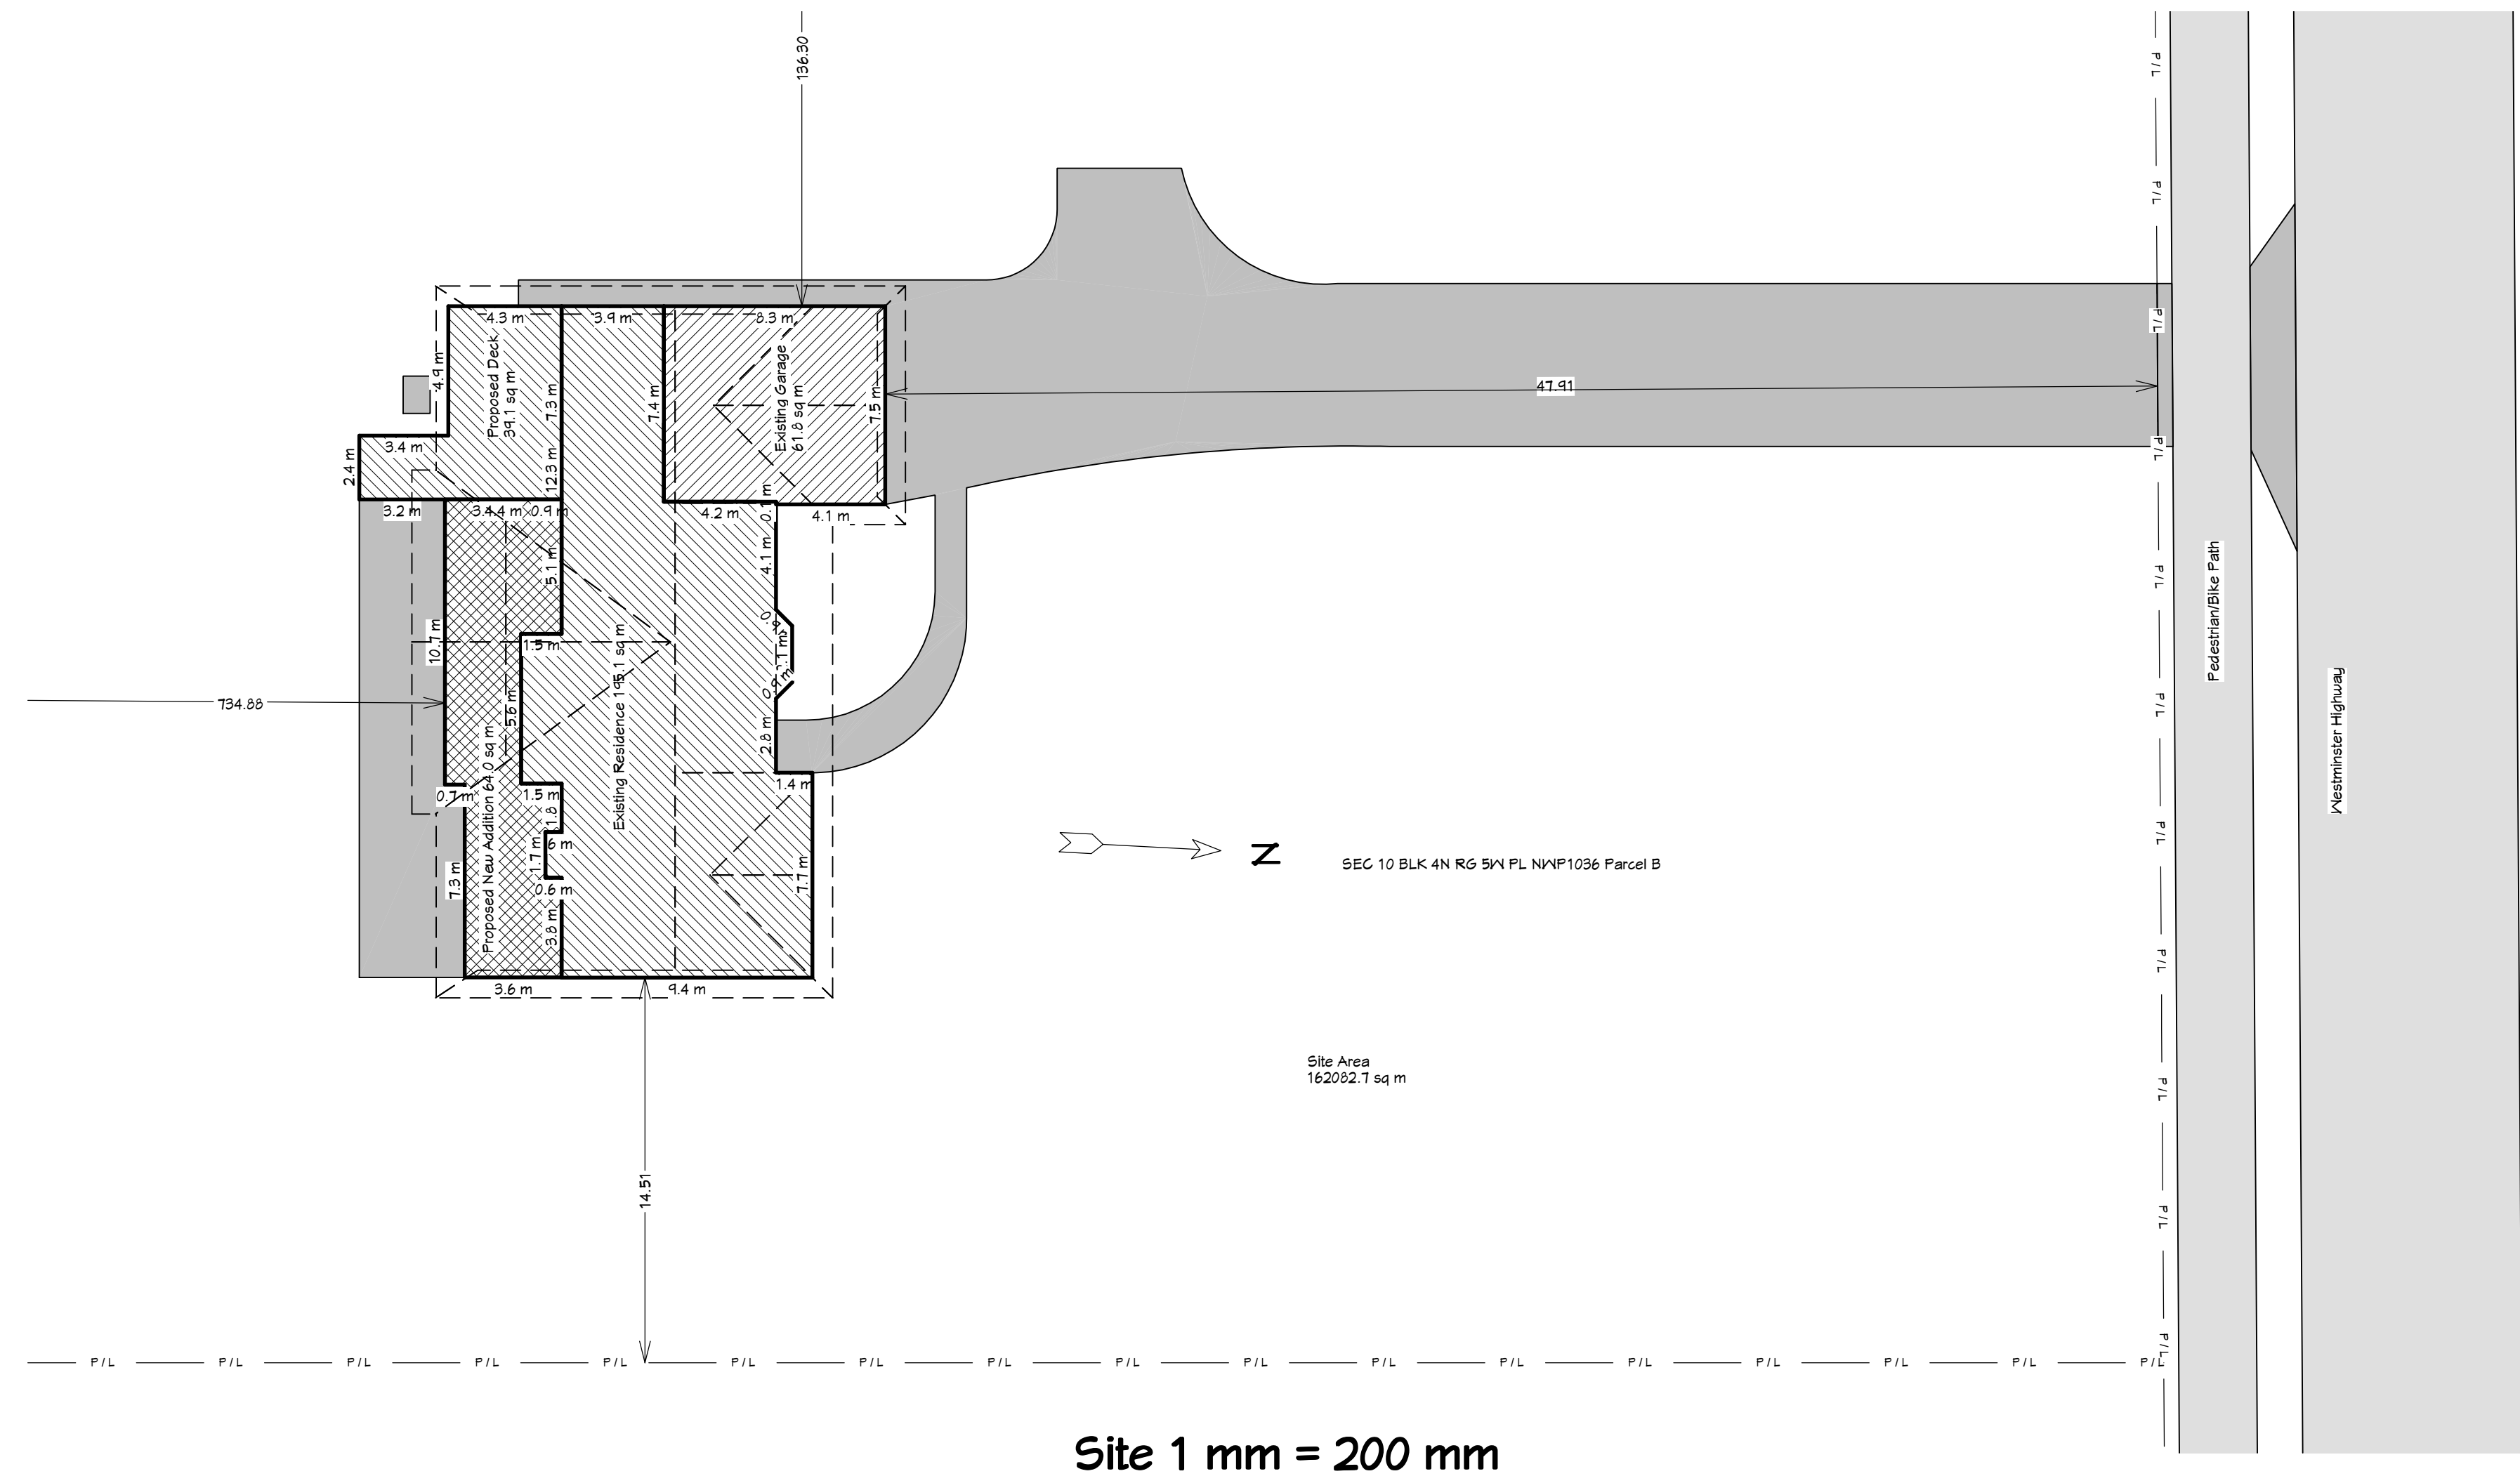 136.30
P/L
P/L
4.3 m
3.9 m
8.3 m
P/L
4.9 m
Proposed Deck
39.1 sq m
7.3 m
7.4 m
Existing Garage
61.8 sq m
7.5 m
47.91
3.4 m
P/L
2.4 m
12.3 m
3.2 m
4.4 m
0.9 m
4.2 m
4.1 m
5.1 m
4.1 m
P/L
Pedestrian/Bike Path
10.7 m
1.5 m
Existing Residence 195.1 sq m
0.9 m
734.88
5.6 m
2.8 m
P/L
Westminster Highway
0.7 m
Proposed New Addition 64.0 sq m
1.5 m
1.8
1.4 m
P/L
6 m
1.7 m
N
SEC 10 BLK 4N RG 5W PL NWP1036 Parcel B
7.3 m
0.6 m
7.7 m
3.8 m
P/L
3.6 m
9.4 m
Site Area
162082.7 sq m
P/L
14.51
P/L
P/L
P/L P/L P/L P/L P/L P/L P/L P/L P/L P/L P/L P/L P/L P/L P/L P/L P/L
Site 1 mm = 200 mm